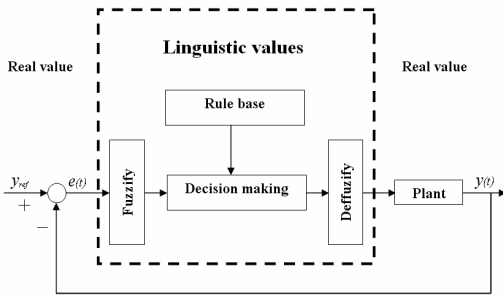 Linguistic values
Real value
Real value
Rule base
y_ref
e(t)
Fuzzify
Decision making
Deffuzify
Plant
y(t)
+
−